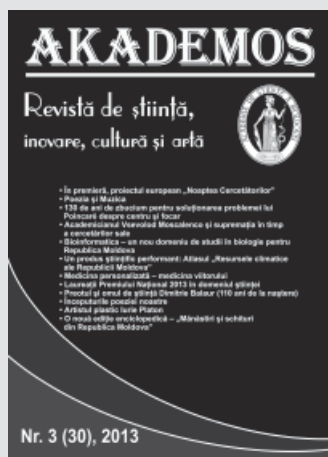 AKADEMOS
Revistă de știință,
inovare, cultură și artă
• În premieră, proiectul european „Noaptea Cercetătorilor”
• Poezia și Muzica
• 130 de ani de zbucium pentru soluționarea problemei lui
Poincaré despre centru și focar
• Academicianul Vsevolod Moscalenco și supremația în timp
a cercetărilor sale
• Bioinformatica – un nou domeniu de studii în biologie pentru
Republica Moldova
• Un produs științific performant: Atlasul „Resursele climatice
ale Republicii Moldova”
• Medicina personalizată – medicina viitorului
• Laureații Premiului Național 2013 în domeniul științei
• Preotul și omul de știință Dimitrie Balaur (110 ani de la naștere)
• Începuturile poeziei noastre
• Artistul plastic Iurie Platon
• O nouă ediție enciclopedică – „Mănăstiri și schituri
din Republica Moldova”
Nr. 3 (30), 2013